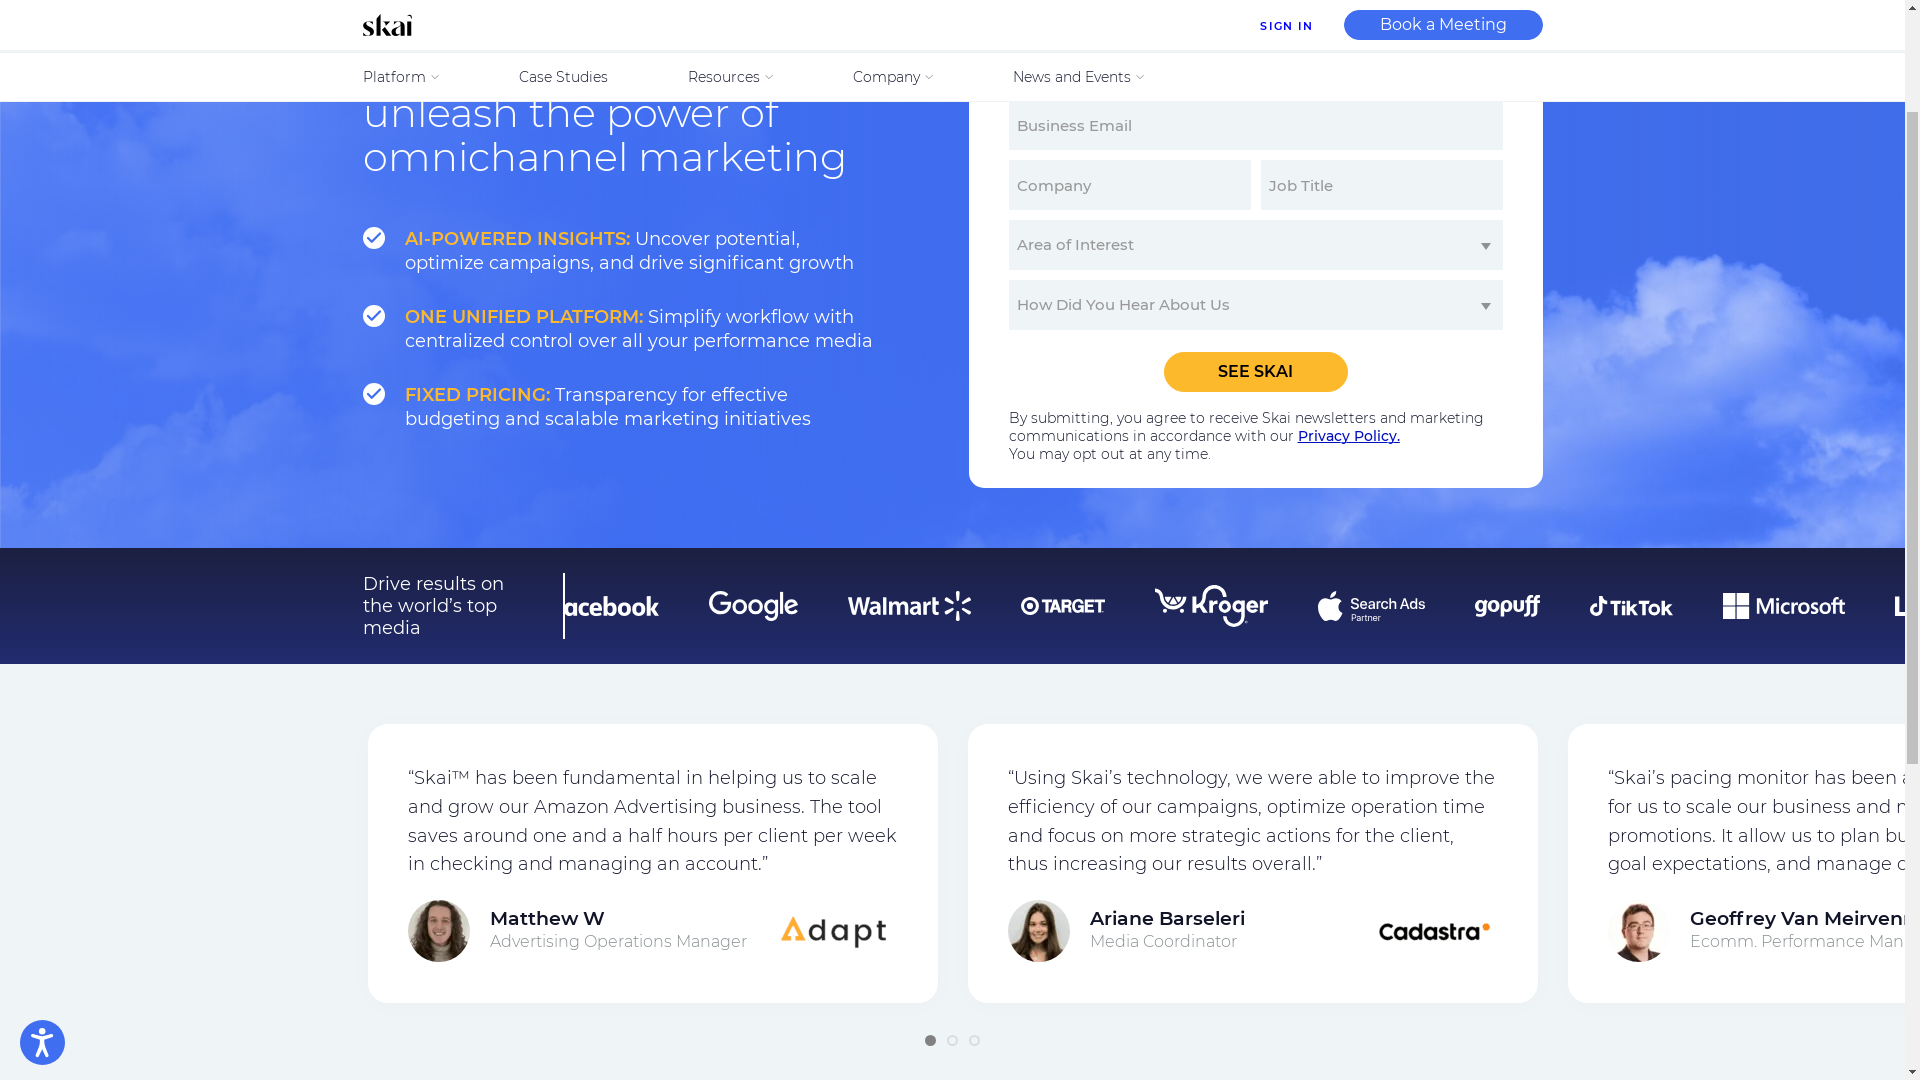 skai
SIGN IN
Book a Meeting
Platform
Case Studies
Resources
Company
News and Events
unleash the power of
omnichannel marketing
AI-POWERED INSIGHTS: Uncover potential,
optimize campaigns, and drive significant growth
ONE UNIFIED PLATFORM: Simplify workflow with
centralized control over all your performance media
FIXED PRICING: Transparency for effective
budgeting and scalable marketing initiatives
Business Email
Company
Job Title
Area of Interest
How Did You Hear About Us
SEE SKAI
By submitting, you agree to receive Skai newsletters and marketing
communications in accordance with our Privacy Policy.
You may opt out at any time.
Drive results on
the world’s top
media
acebook
Google
Walmart
TARGET
Kroger
Search Ads
Partner
gopuff
TikTok
Microsoft
“Skai™ has been fundamental in helping us to scale
and grow our Amazon Advertising business. The tool
saves around one and a half hours per client per week
in checking and managing an account.”
Matthew W
Advertising Operations Manager
Adapt
“Using Skai’s technology, we were able to improve the
efficiency of our campaigns, optimize operation time
and focus on more strategic actions for the client,
thus increasing our results overall.”
Ariane Barseleri
Media Coordinator
Cadastra
“Skai’s pacing monitor has been
for us to scale our business and
promotions. It allow us to plan
goal expectations, and manage
Geoffrey Van
Ecomm. Performance